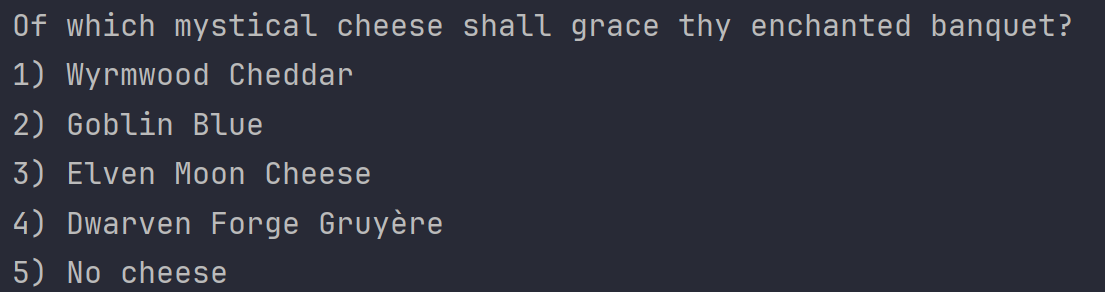 Of which mystical cheese shall grace thy enchanted banquet?
1) Wyrmwood Cheddar
2) Goblin Blue
3) Elven Moon Cheese
4) Dwarven Forge Gruyère
5) No cheese